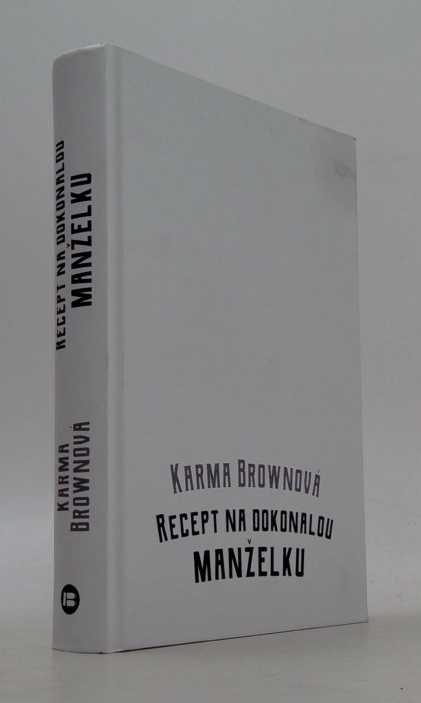 RECEPT NA DOKONALOU
MANŽELKU
KARMA
BROWNOVÁ
B
KARMA BROWNOVÁ
RECEPT NA DOKONALOU
MANŽELKU